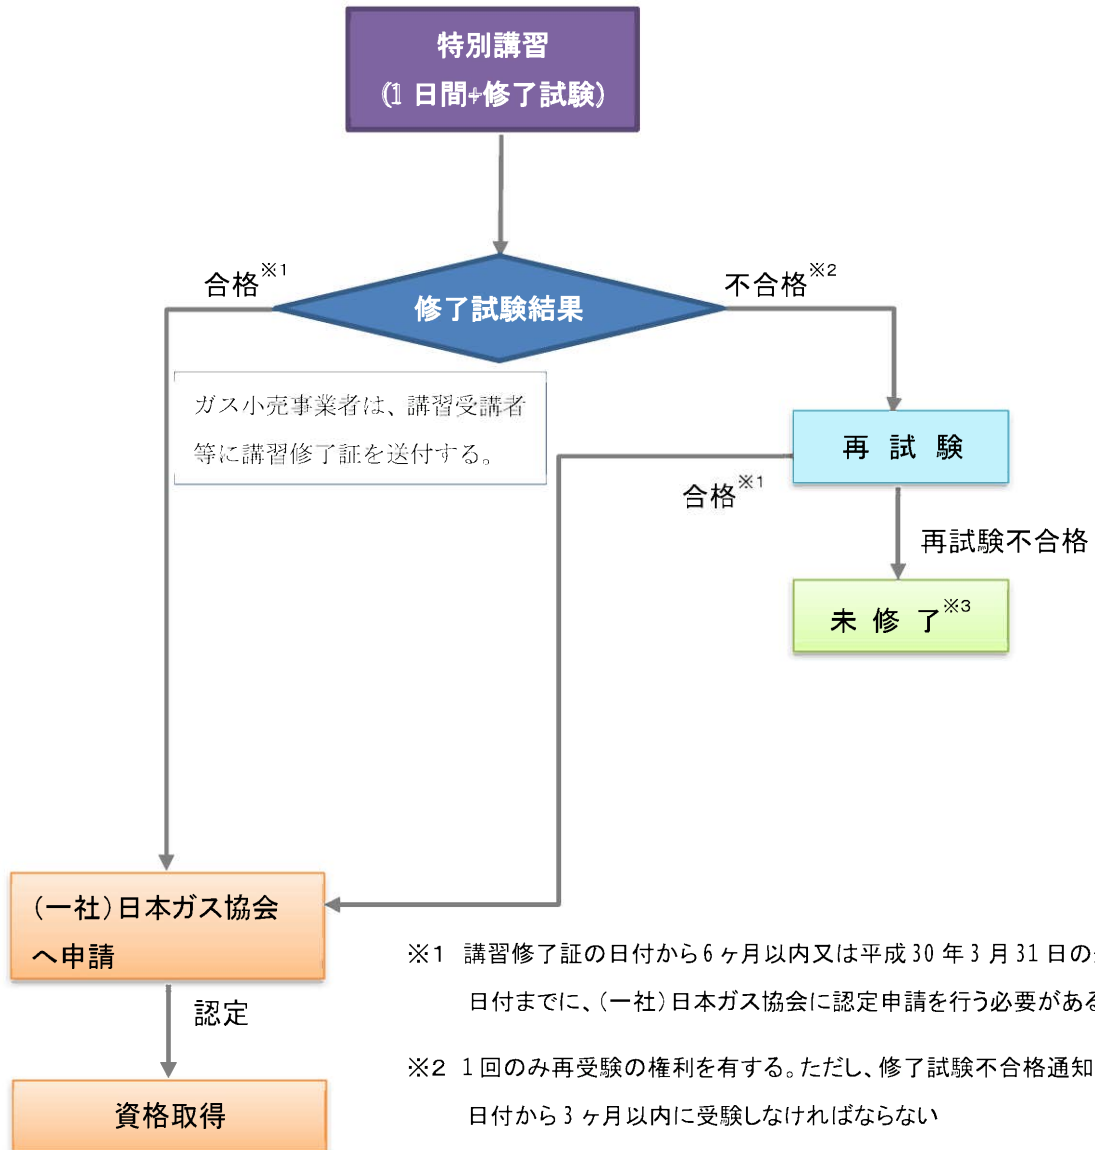 特別講習
(1 日間+修了試験)
合格※1
不合格※2
修了試験結果
ガス小売事業者は、講習受講者
等に講習修了証を送付する。
再 試 験
合格※1
再試験不合格
未 修 了※3
(一社)日本ガス協会
へ申請
認定
資格取得
※1 講習修了証の日付から6ヶ月以内又は平成30年3月31日の
日付までに、(一社)日本ガス協会に認定申請を行う必要がある
※2 1回のみ再受験の権利を有する。ただし、修了試験不合格通知
日付から3ヶ月以内に受験しなければならない